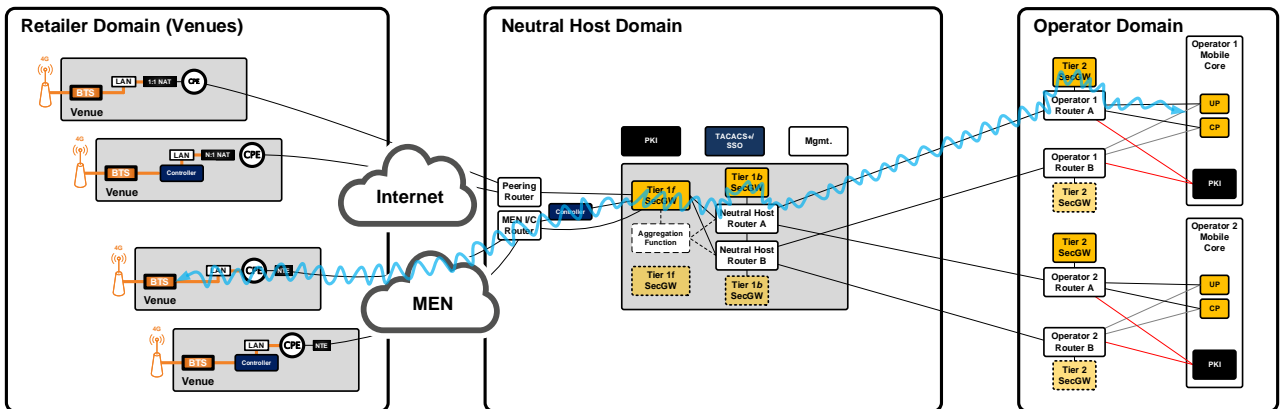 Retailer Domain (Venues)
4G
BTS
LAN
1:1 NAT
CPE
Venue
4G
BTS
Controller
LAN
N:1 NAT
CPE
Venue
4G
BTS
LAN
CPE
NTE
Venue
4G
BTS
Controller
LAN
CPE
NTE
Venue
Internet
MEN
Neutral Host Domain
Peering
Router
MEN I/C
Router
Controller
PKI
TACACS+/
SSO
Mgmt.
Tier 1f
SecGW
Tier 1b
SecGW
Aggregation
Function
Neutral Host
Router A
Neutral Host
Router B
Tier 1f
SecGW
Tier 1b
SecGW
Operator Domain
Tier 2
SecGW
Operator 1
Router A
Operator 1
Router B
Tier 2
SecGW
Operator 1
Mobile
Core
UP
CP
PKI
Tier 2
SecGW
Operator 2
Router A
Operator 2
Router B
Tier 2
SecGW
Operator 2
Mobile
Core
UP
CP
PKI